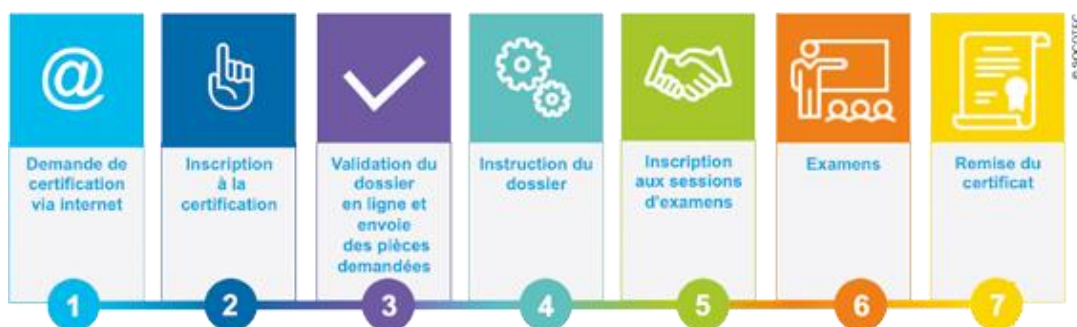 @
© SOCOTEC
Demande de
certification
via internet
Inscription
à la
certification
Validation du
dossier
en ligne et
envoie
des pièces
demandées
Instruction du
dossier
Inscription
aux sessions
d'examens
Examens
Remise du
certificat
1
2
3
4
5
6
7